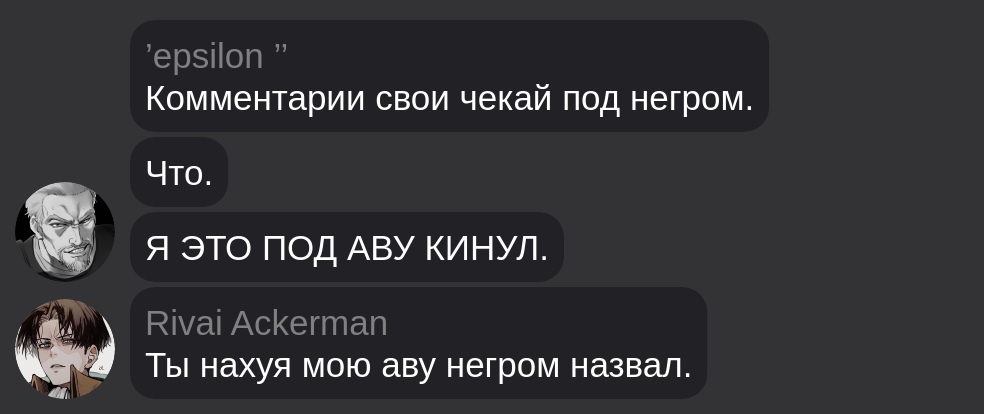 ’epsilon ”
Комментарии свои чекай под негром.
Что.
Я ЭТО ПОД АВУ КИНУЛ.
Rivai Ackerman
Ты нахуя мою аву негром назвал.